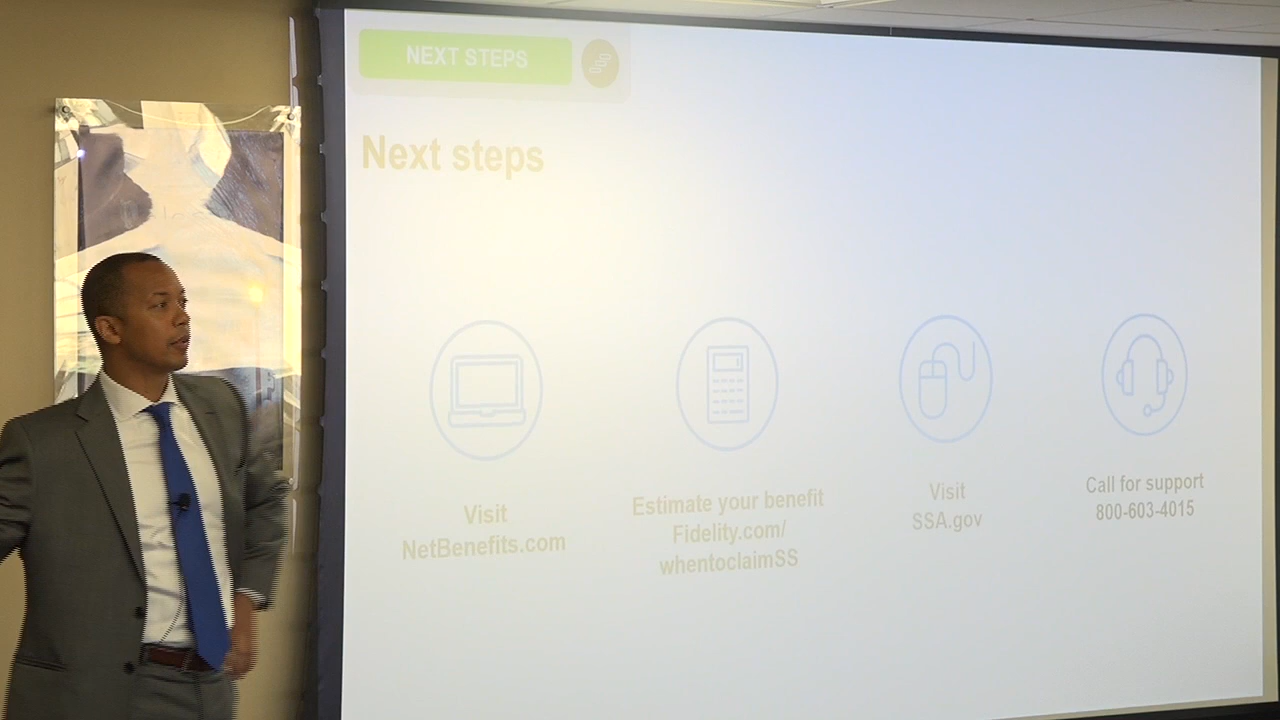 NEXT STEPS
Next steps
Visit
NetBenefits.com
Estimate your benefit
Fidelity.com/
whentoclaimSS
Visit
SSA.gov
Call for support
800-603-4015